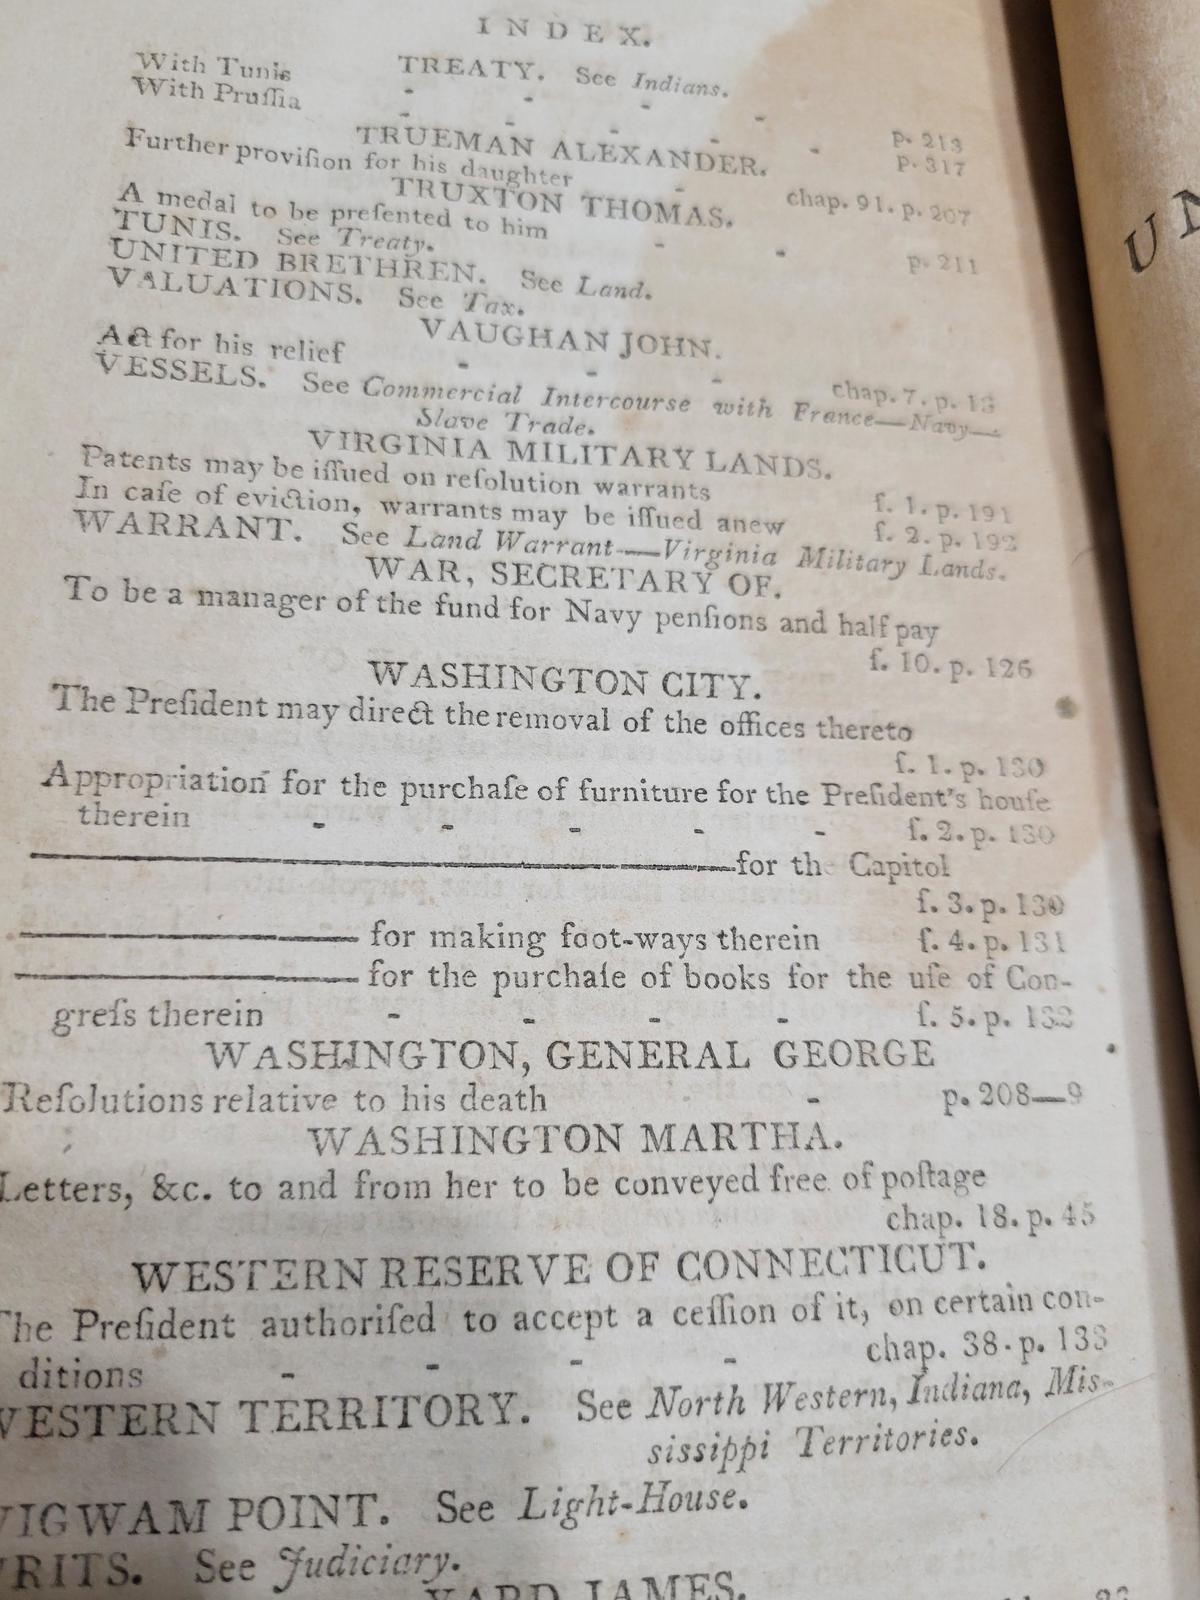 INDEX.
TREATY. See Indians.
With Tunis - - - - p. 213
With Pruſſia - - - - p. 317
TRUEMAN ALEXANDER.
Further proviſion for his daughter - chap. 91. p. 207
TRUXTON THOMAS.
A medal to be preſented to him - - p. 211
TUNIS. See Treaty.
UNITED BRETHREN. See Land.
VALUATIONS. See Tax.
VAUGHAN JOHN.
Act for his relief - - - chap. 7. p. 13
VESSELS. See Commercial Intercourse with France—Navy—
Slave Trade.
VIRGINIA MILITARY LANDS.
Patents may be iſſued on reſolution warrants ſ. 1. p. 191
In caſe of eviction, warrants may be iſſued anew ſ. 2. p. 192
WARRANT. See Land Warrant—Virginia Military Lands.
WAR, SECRETARY OF.
To be a manager of the fund for Navy penſions and half pay
ſ. 10. p. 126
WASHINGTON CITY.
The Preſident may direct the removal of the offices thereto
ſ. 1. p. 130
Appropriation for the purchaſe of furniture for the Preſident's houſe
therein - - - - - ſ. 2. p. 130
—————for the Capitol
ſ. 3. p. 130
————— for making foot-ways therein ſ. 4. p. 131
————— for the purchaſe of books for the uſe of Con-
greſs therein - - - - ſ. 5. p. 132
WASHINGTON, GENERAL GEORGE
Reſolutions relative to his death - p. 208—9
WASHINGTON MARTHA.
Letters, &c. to and from her to be conveyed free of poſtage
chap. 18. p. 45
WESTERN RESERVE OF CONNECTICUT.
The Preſident authoriſed to accept a ceſſion of it, on certain con-
ditions - - - - chap. 38. p. 133
WESTERN TERRITORY. See North Western, Indiana, Mis-
sissippi Territories.
WIGWAM POINT. See Light-House.
WRITS. See Judiciary.
YARD JAMES.